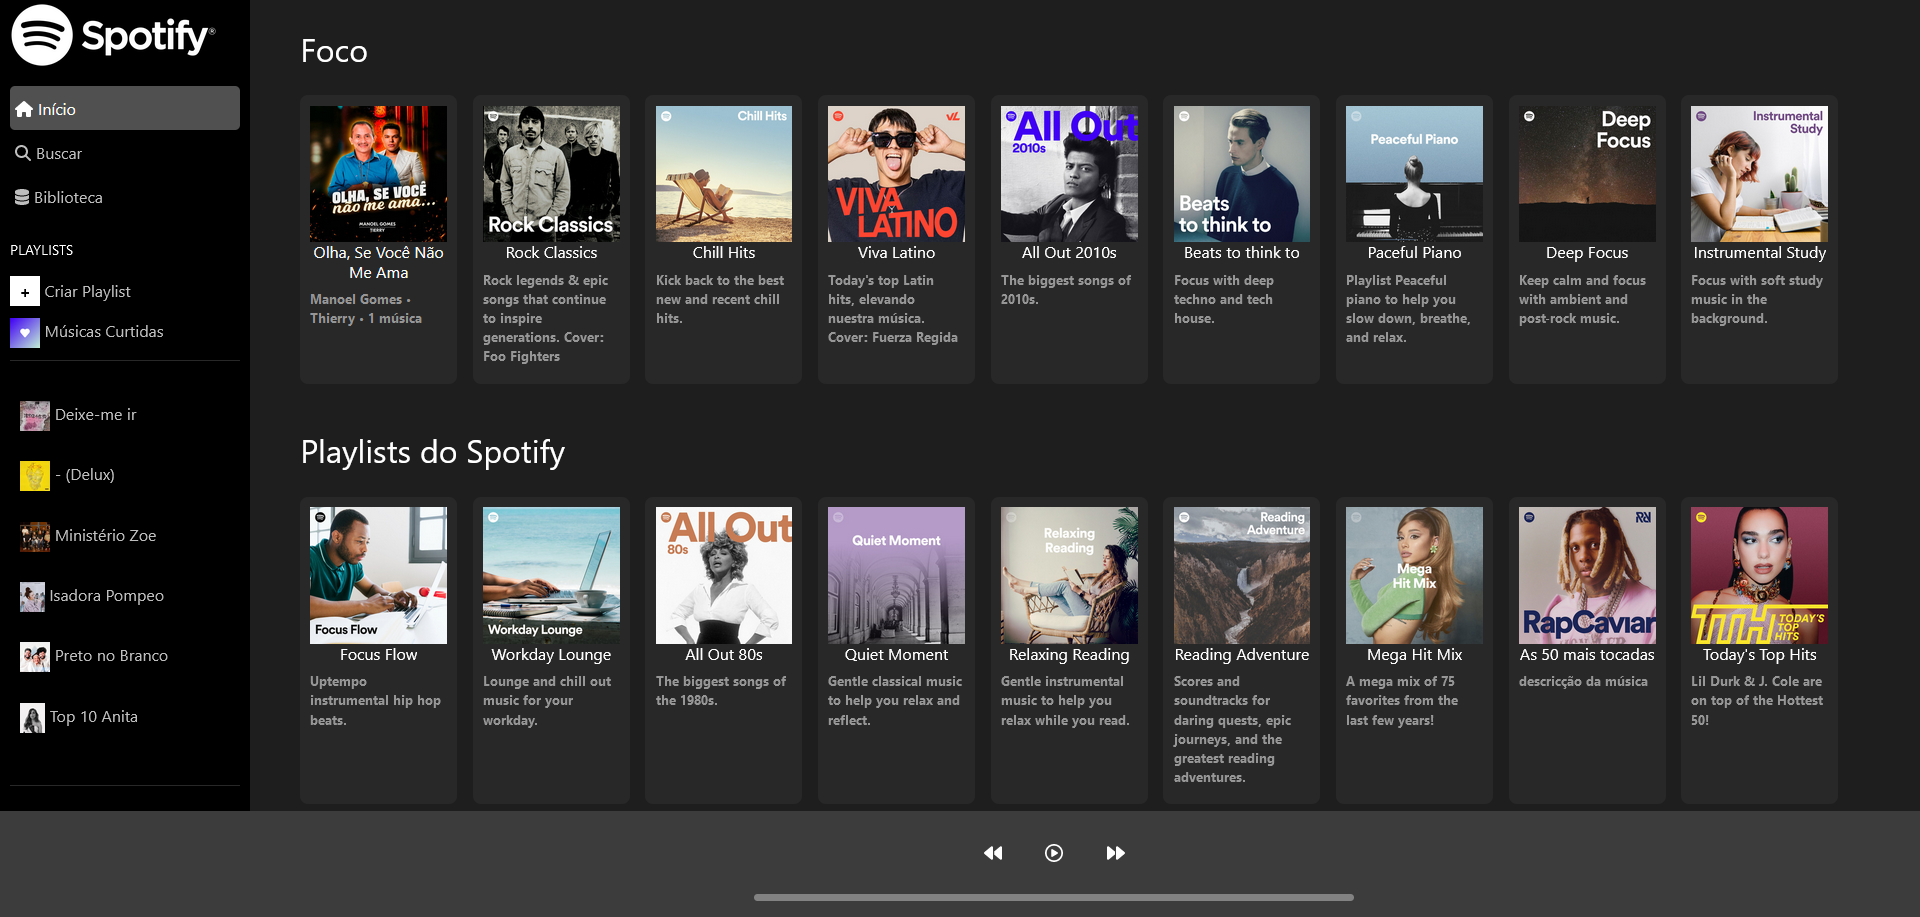 Spotify®
Início
Buscar
Biblioteca
PLAYLISTS
Criar Playlist
Músicas Curtidas
Deixe-me ir
- (Delux)
Ministério Zoe
Isadora Pompeo
Preto no Branco
Top 10 Anita
Foco
OLHA, SE VOCÊ
não me ama...
MANOEL GOMES
TIERRY
Olha, Se Você Não
Me Ama
Manoel Gomes •
Thierry • 1 música
Rock Classics
Rock Classics
Rock legends & epic
songs that continue
to inspire
generations. Cover:
Foo Fighters
Chill Hits
Chill Hits
Kick back to the best
new and recent chill
hits.
VL
VIVA
LATINO
Viva Latino
Today's top Latin
hits, elevando
nuestra música.
Cover: Fuerza Regida
All Out
2010s
All Out 2010s
The biggest songs of
2010s.
Beats
to think to
Beats to think to
Focus with deep
techno and tech
house.
Peaceful Piano
Paceful Piano
Playlist Peaceful
piano to help you
slow down, breathe,
and relax.
Deep
Focus
Deep Focus
Keep calm and focus
with ambient and
post-rock music.
Instrumental
Study
Instrumental Study
Focus with soft study
music in the
background.
Playlists do Spotify
Focus Flow
Focus Flow
Uptempo
instrumental hip hop
beats.
Workday Lounge
Workday Lounge
Lounge and chill out
music for your
workday.
All Out
80s
All Out 80s
The biggest songs of
the 1980s.
Quiet Moment
Quiet Moment
Gentle classical music
to help you relax and
reflect.
Relaxing
Reading
Relaxing Reading
Gentle instrumental
music to help you
relax while you read.
Reading
Adventure
Reading Adventure
Scores and
soundtracks for
daring quests, epic
journeys, and the
greatest reading
adventures.
Mega
Hit Mix
Mega Hit Mix
A mega mix of 75
favorites from the
last few years!
RapCaviar
As 50 mais tocadas
descricção da música
TTH TODAY'S
TOP
HITS
Today's Top Hits
Lil Durk & J. Cole are
on top of the Hottest
50!